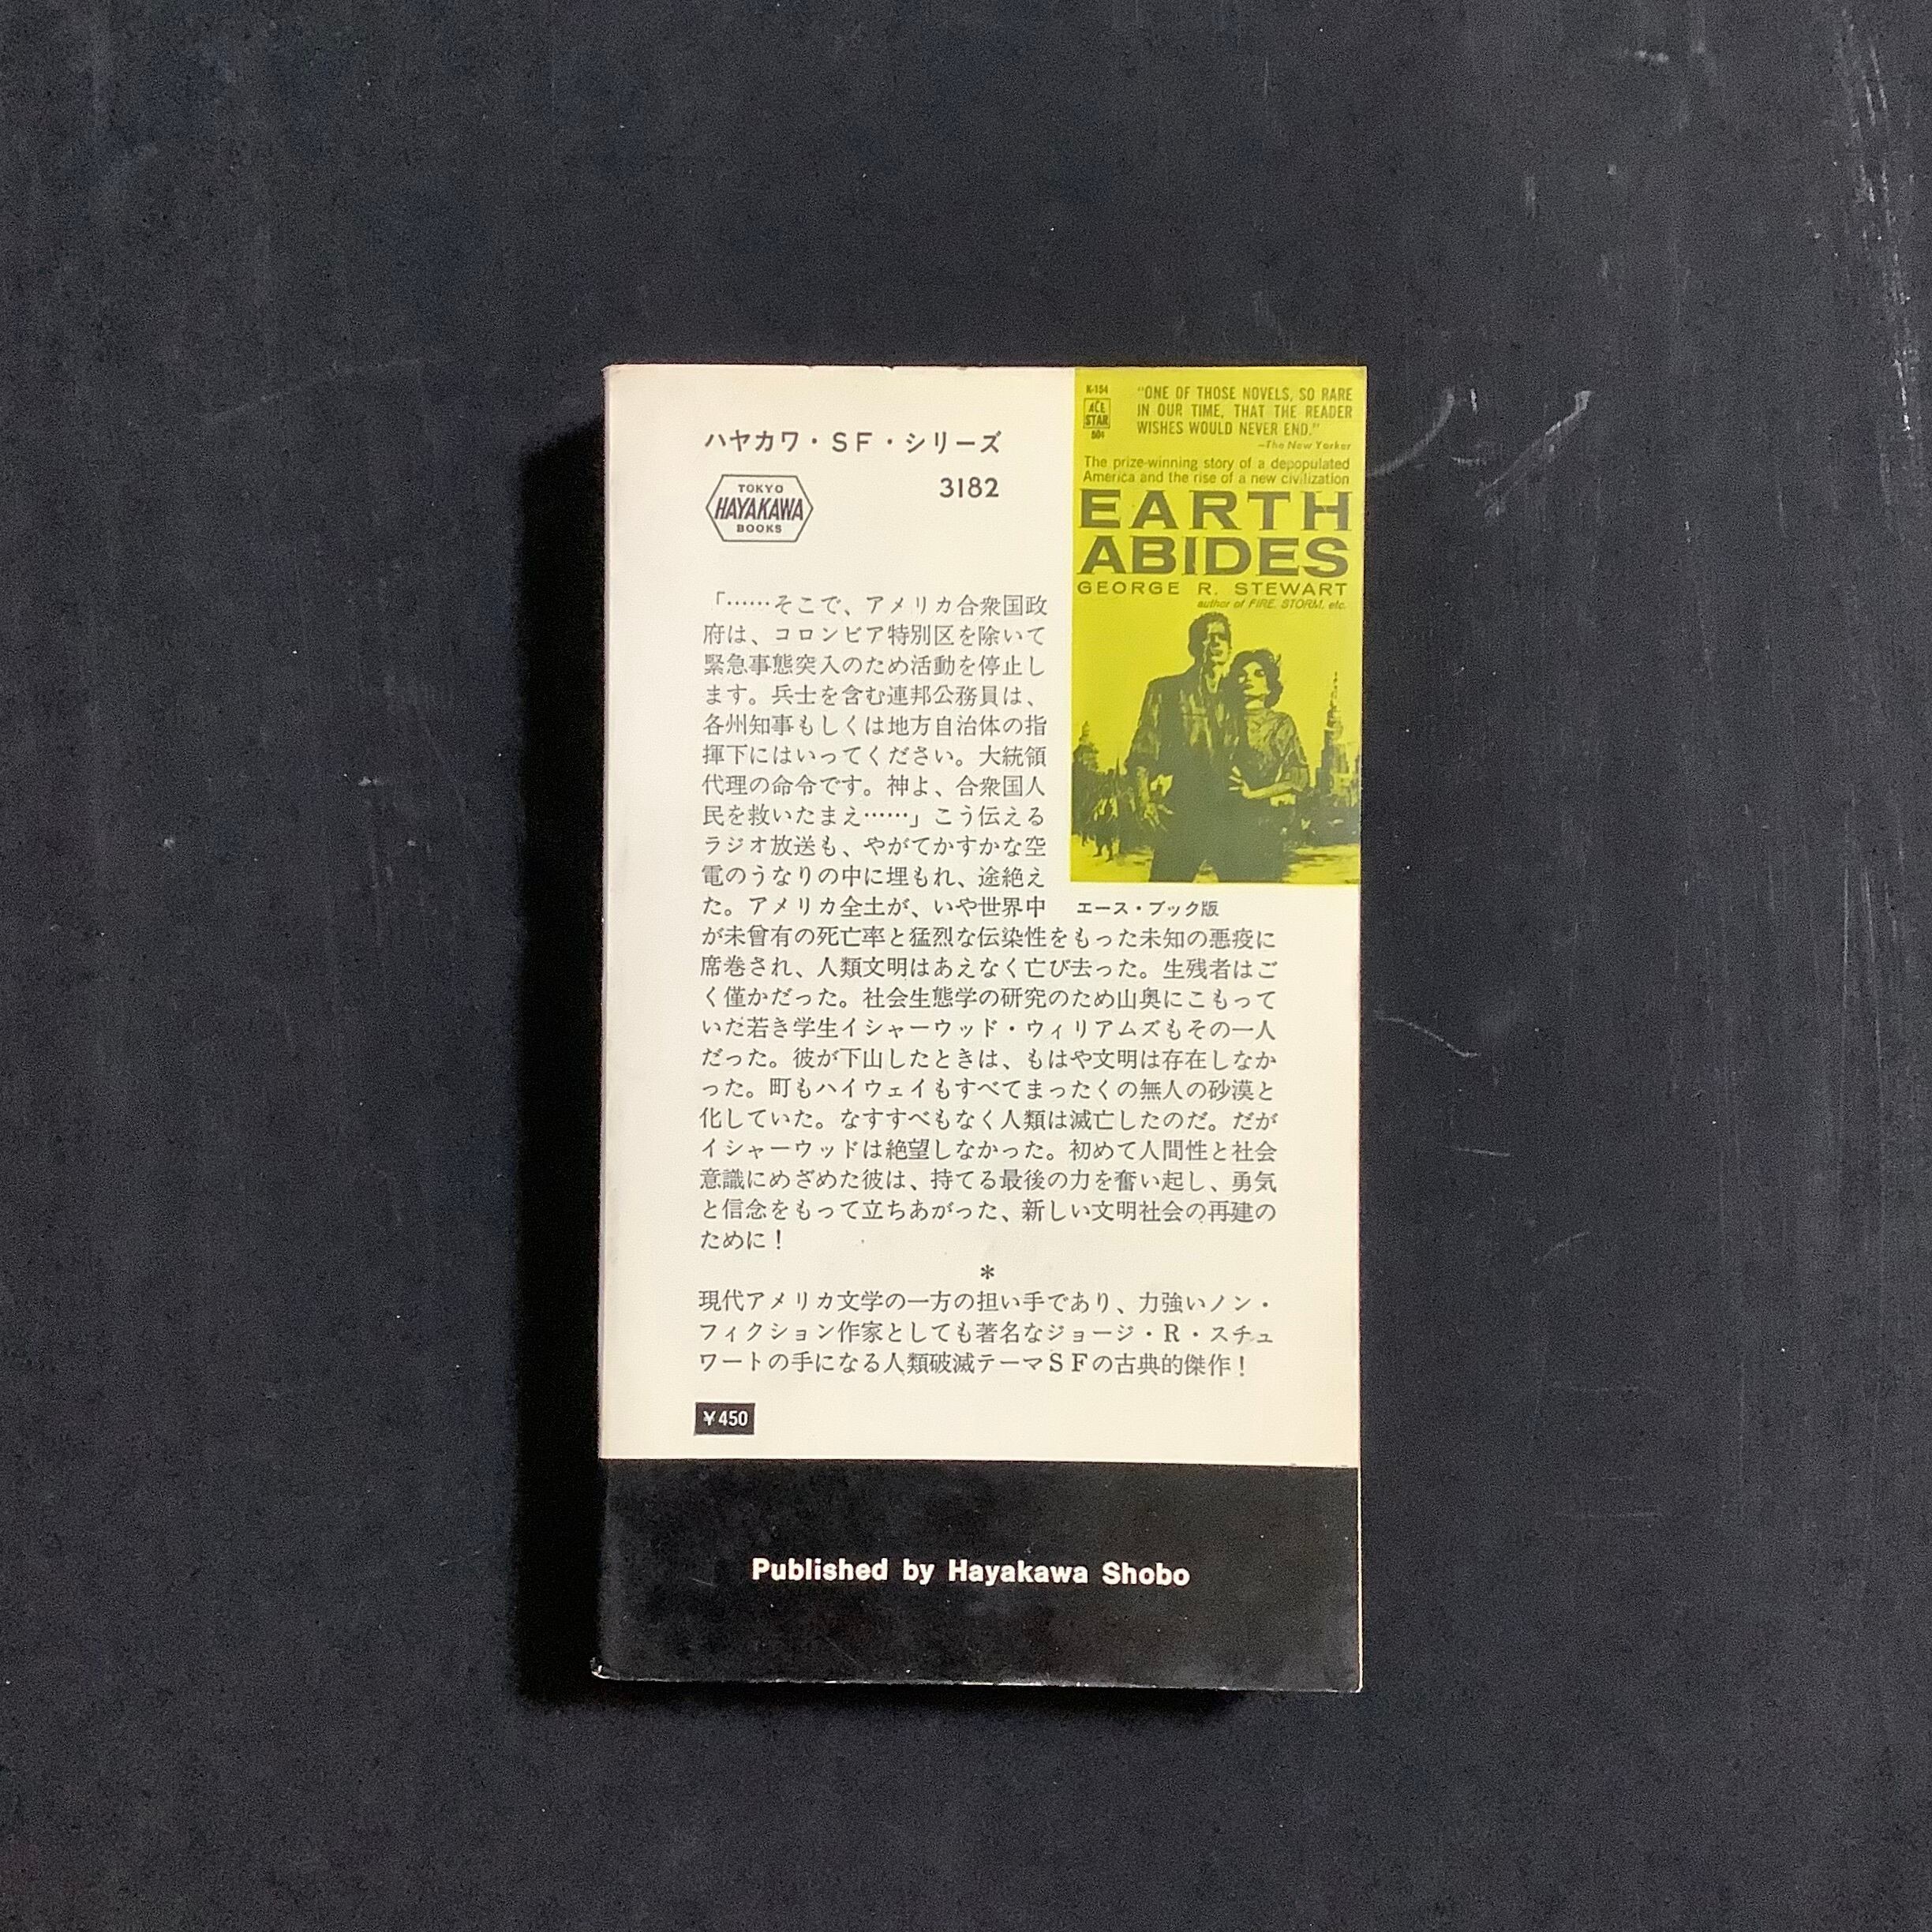 ハヤカワ・SF・シリーズ
3182
TOKYO
HAYAKAWA
BOOKS
K-154
ACE
STAR
50¢
"ONE OF THOSE NOVELS, SO RARE
IN OUR TIME, THAT THE READER
WISHES WOULD NEVER END."
—The New Yorker
The prize-winning story of a depopulated
America and the rise of a new civilization
EARTH
ABIDES
GEORGE R. STEWART
author of FIRE, STORM, etc.
エース・ブック版
「……そこで、アメリカ合衆国政
府は、コロンビア特別区を除いて
緊急事態突入のため活動を停止し
ます。兵士を含む連邦公務員は、
各州知事もしくは地方自治体の指
揮下にはいってください。大統領
代理の命令です。神よ、合衆国人
民を救いたまえ……」こう伝える
ラジオ放送も、やがてかすかな空
電のうなりの中に埋もれ、途絶え
た。アメリカ全土が、いや世界中
が未曾有の死亡率と猛烈な伝染性をもった未知の悪疫に
席巻され、人類文明はあえなく亡び去った。生残者はご
く僅かだった。社会生態学の研究のため山奥にこもって
いた若き学生イシャーウッド・ウィリアムズもその一人
だった。彼が下山したときは、もはや文明は存在しなか
った。町もハイウェイもすべてまったくの無人の砂漠と
化していた。なすすべもなく人類は滅亡したのだ。だが
イシャーウッドは絶望しなかった。初めて人間性と社会
意識にめざめた彼は、持てる最後の力を奮い起し、勇気
と信念をもって立ちあがった、新しい文明社会の再建の
ために！
＊
現代アメリカ文学の一方の担い手であり、力強いノン・
フィクション作家としても著名なジョージ・R・スチュ
ワートの手になる人類破滅テーマSFの古典的傑作！
¥450
Published by Hayakawa Shobo